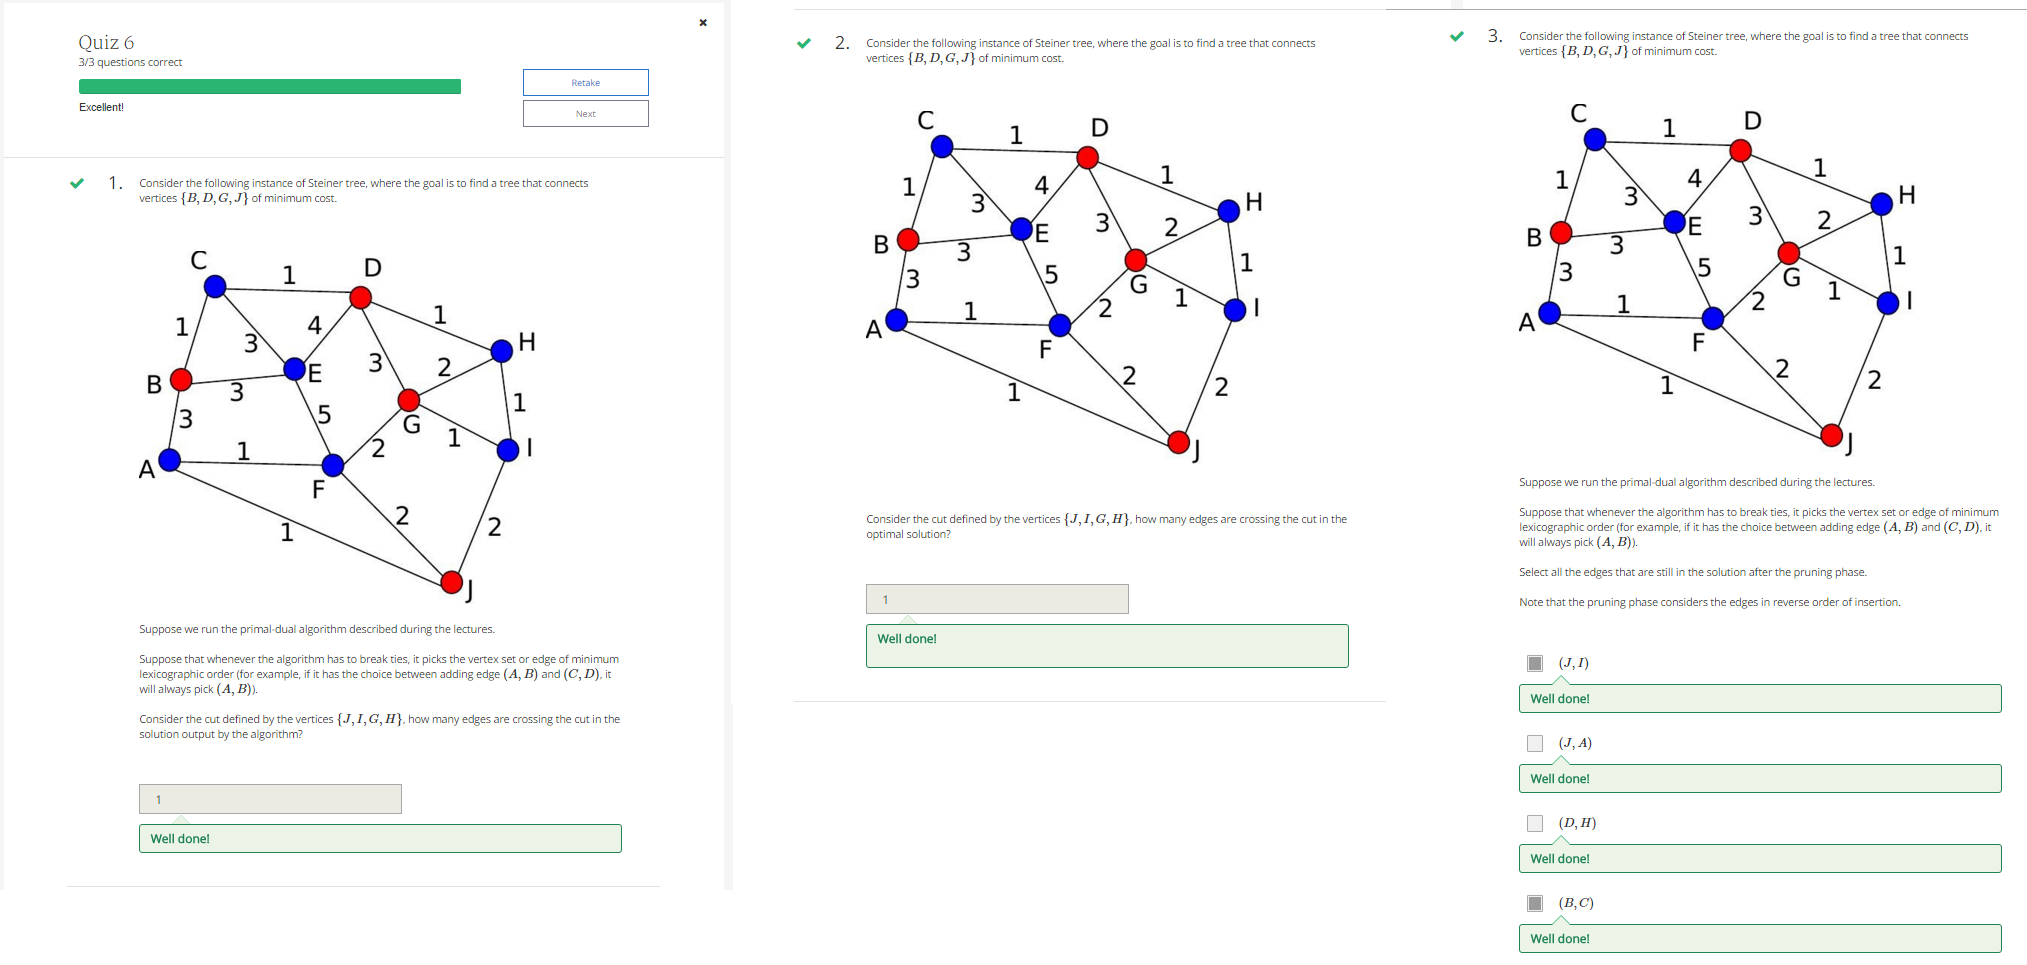 Quiz 6
3/3 questions correct
Excellent!
Retake
Next
1. Consider the following instance of Steiner tree, where the goal is to find a tree that connects
vertices {B, D, G, J} of minimum cost.
C
1
D
1
3
4
1
H
B
3
E
3
2
3
5
G
1
1
I
A
1
F
2
2
2
1
J
Suppose we run the primal-dual algorithm described during the lectures.
Suppose that whenever the algorithm has to break ties, it picks the vertex set or edge of minimum
lexicographic order (for example, if it has the choice between adding edge (A, B) and (C, D), it
will always pick (A, B)).
Consider the cut defined by the vertices {J, I, G, H}, how many edges are crossing the cut in the
solution output by the algorithm?
1
Well done!
2. Consider the following instance of Steiner tree, where the goal is to find a tree that connects
vertices {B, D, G, J} of minimum cost.
C
1
D
1
3
4
1
H
B
3
E
3
2
3
5
G
1
1
I
A
1
F
2
2
2
1
J
Consider the cut defined by the vertices {J, I, G, H}, how many edges are crossing the cut in the
optimal solution?
1
Well done!
3. Consider the following instance of Steiner tree, where the goal is to find a tree that connects
vertices {B, D, G, J} of minimum cost.
C
1
D
1
3
4
1
H
B
3
E
3
2
3
5
G
1
1
I
A
1
F
2
2
2
1
J
Suppose we run the primal-dual algorithm described during the lectures.
Suppose that whenever the algorithm has to break ties, it picks the vertex set or edge of minimum
lexicographic order (for example, if it has the choice between adding edge (A, B) and (C, D), it
will always pick (A, B)).
Select all the edges that are still in the solution after the pruning phase.
Note that the pruning phase considers the edges in reverse order of insertion.
(J, I)
Well done!
(J, A)
Well done!
(D, H)
Well done!
(B, C)
Well done!